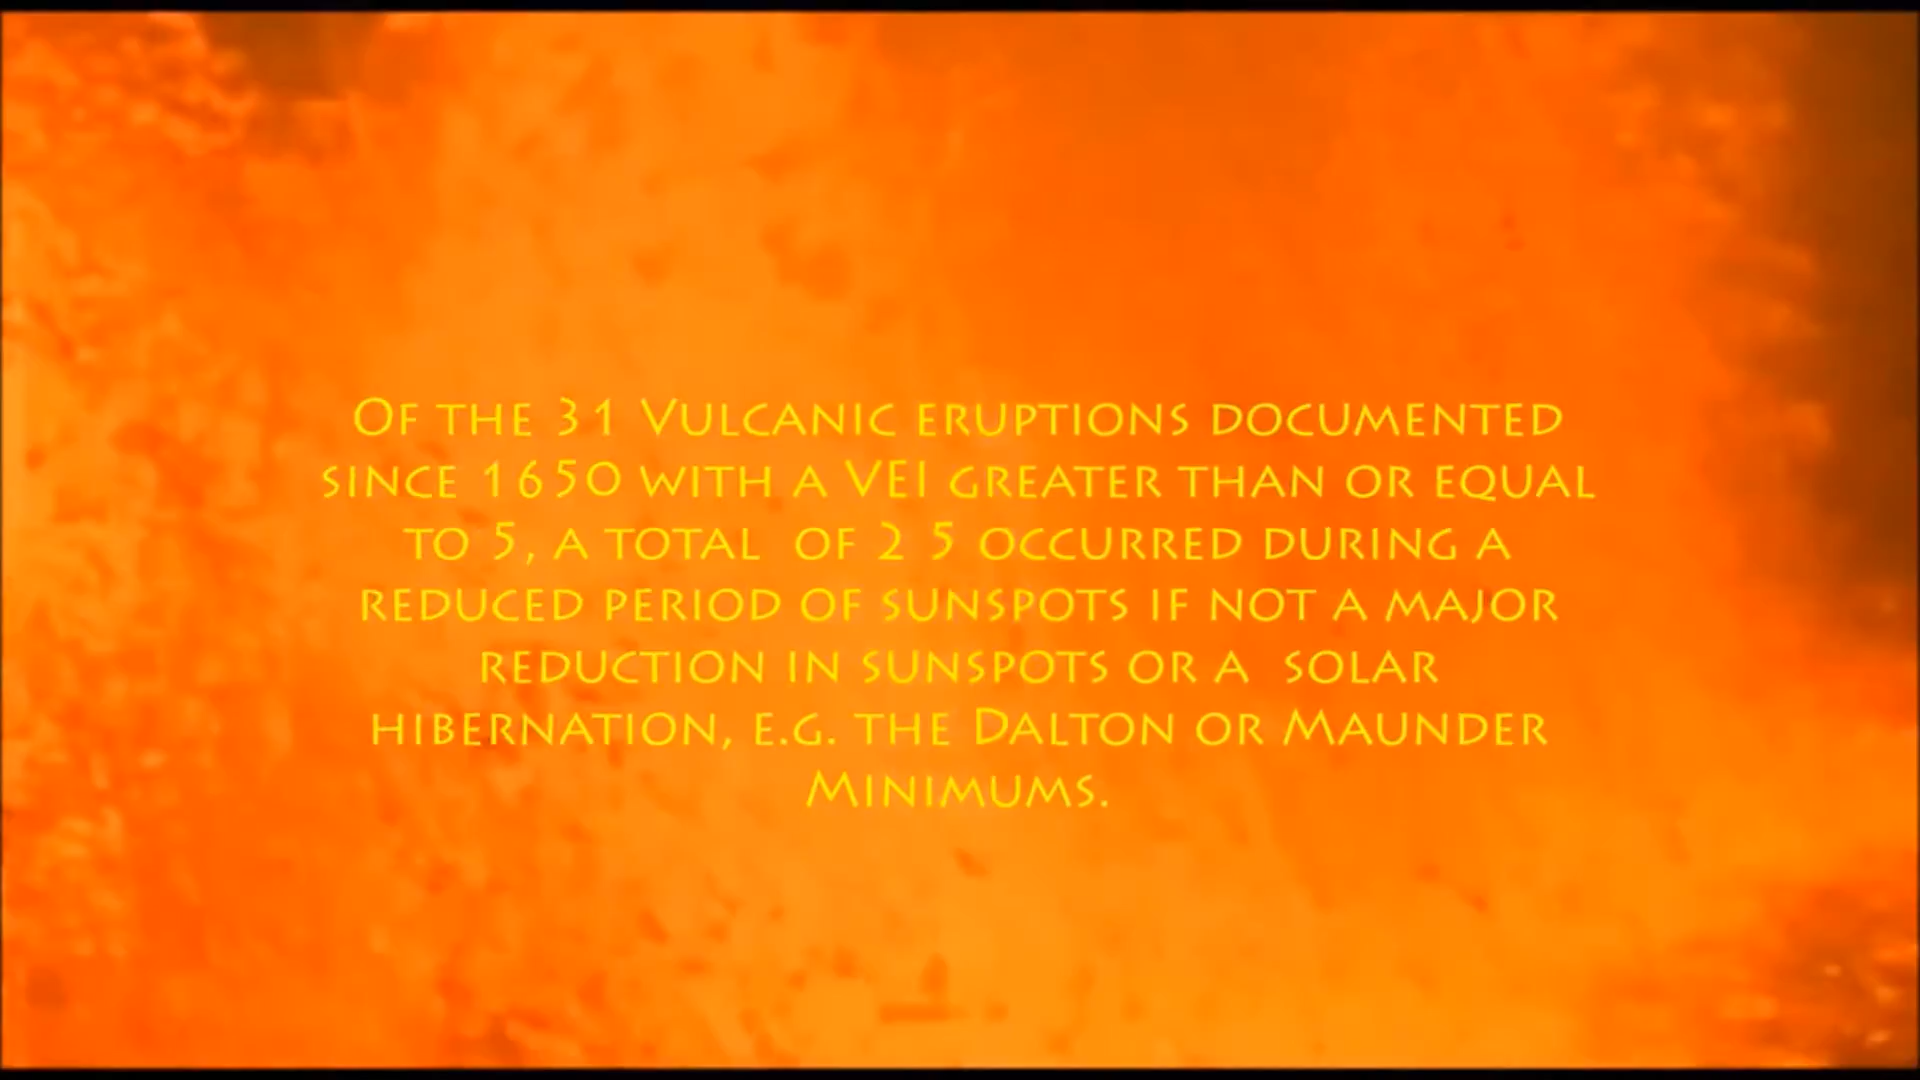 Of the 31 Vulcanic eruptions documented
since 1650 with a VEI greater than or equal
to 5, a total of 2 5 occurred during a
reduced period of sunspots if not a major
reduction in sunspots or a solar
hibernation, e.g. the Dalton or Maunder
Minimums.